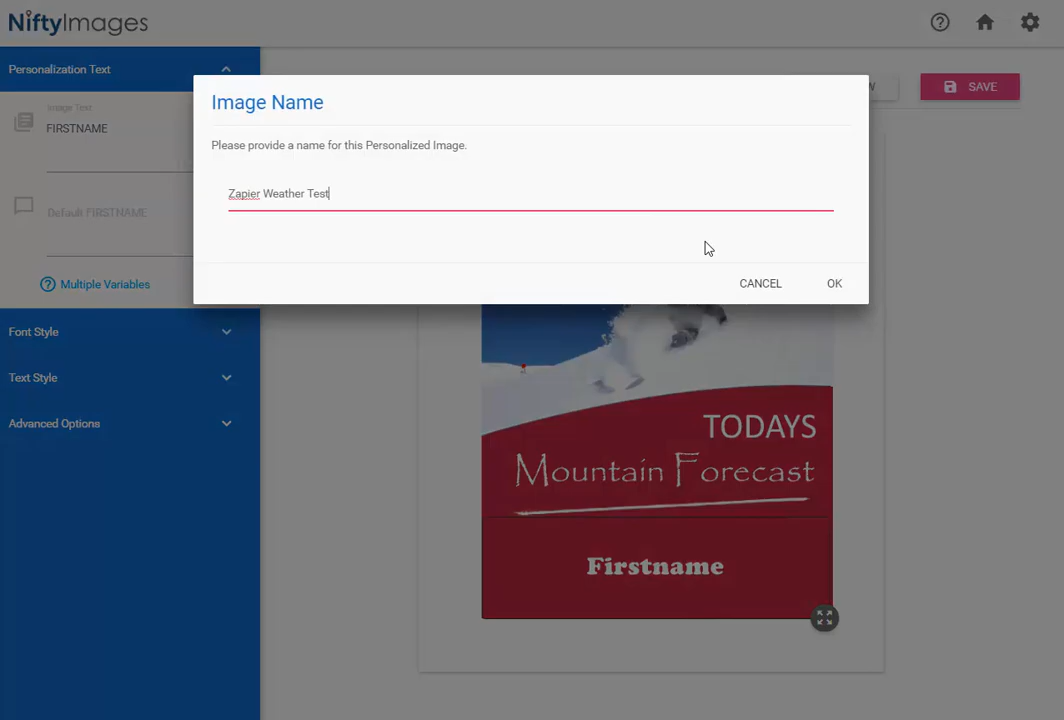 NiftyImages
Personalization Text
Image Text
FIRSTNAME
Default FIRSTNAME
Multiple Variables
Font Style
Text Style
Advanced Options
SAVE
Image Name
Please provide a name for this Personalized Image.
Zapier Weather Test
CANCEL
OK
TODAYS
Mountain Forecast
Firstname